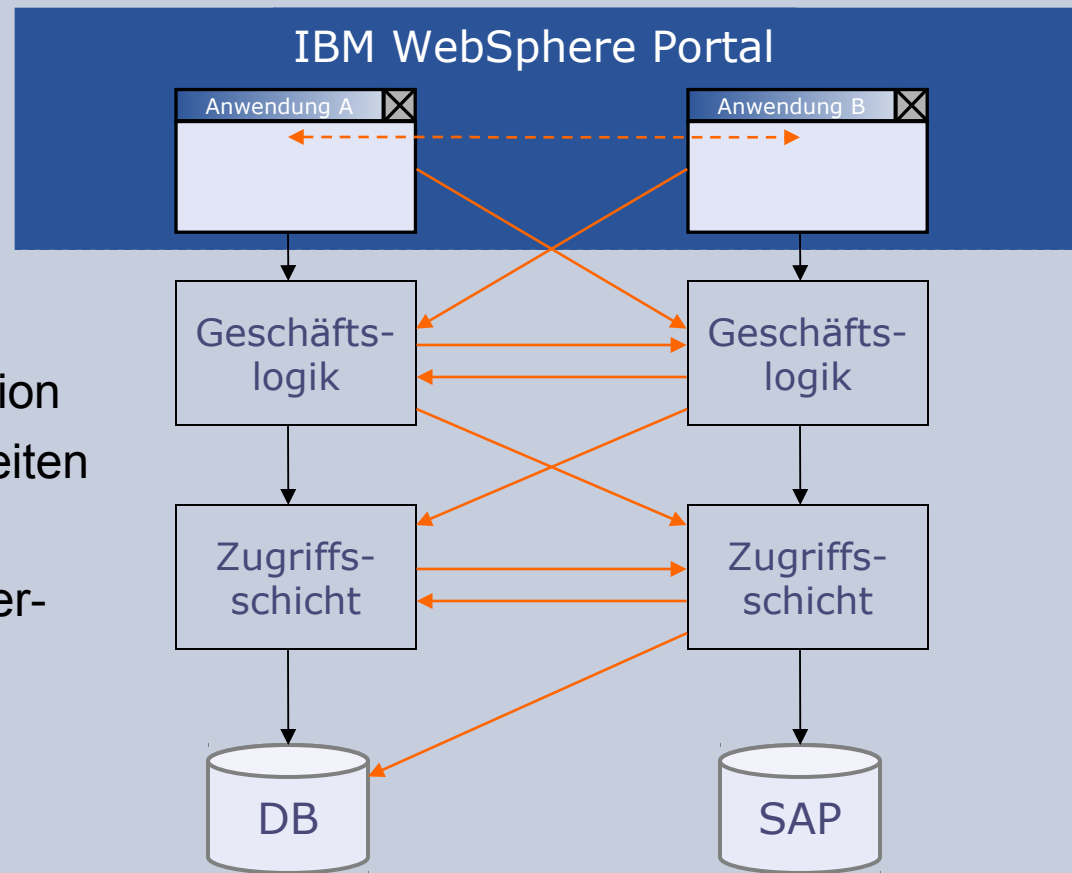 IBM WebSphere Portal
Anwendung A
Anwendung B
Geschäfts-
logik
Geschäfts-
logik
ion
eiten
er-
Zugriffs-
schicht
Zugriffs-
schicht
DB
SAP